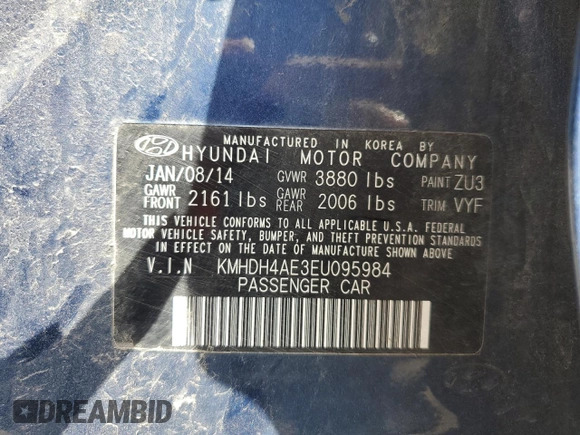 MANUFACTURED IN KOREA BY
HYUNDAI MOTOR COMPANY
JAN/08/14 GVWR 3880 lbs PAINT ZU3
GAWR FRONT 2161 lbs GAWR REAR 2006 lbs TRIM VYF
THIS VEHICLE CONFORMS TO ALL APPLICABLE U.S.A. FEDERAL
MOTOR VEHICLE SAFETY, BUMPER, AND THEFT PREVENTION STANDARDS
IN EFFECT ON THE DATE OF MANUFACTURE SHOWN ABOVE.
V.I.N KMHDH4AE3EU095984
PASSENGER CAR
DREAMBID